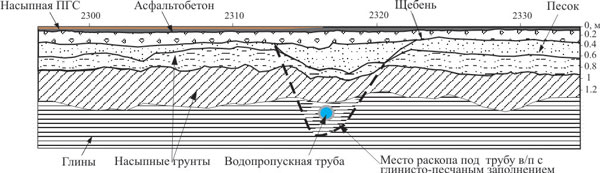 Насыпная ПГС
Асфальтобетон
Щебень
Песок
2300
2310
2320
2330
0, м
0.2
0.4
0.6
0.8
1
1.2
Глины
Насыпные грунты
Водопропускная труба
Место раскопа под трубу в/п с
глинисто-песчаным заполнением